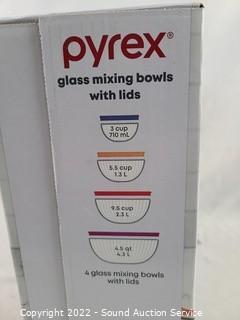 pyrex®
glass mixing bowls
with lids
3 cup
710 mL
5.5 cup
1.3 L
9.5 cup
2.3 L
4.5 qt
4.3 L
4 glass mixing bowls
with lids
Copyright 2022 - Sound Auction Service